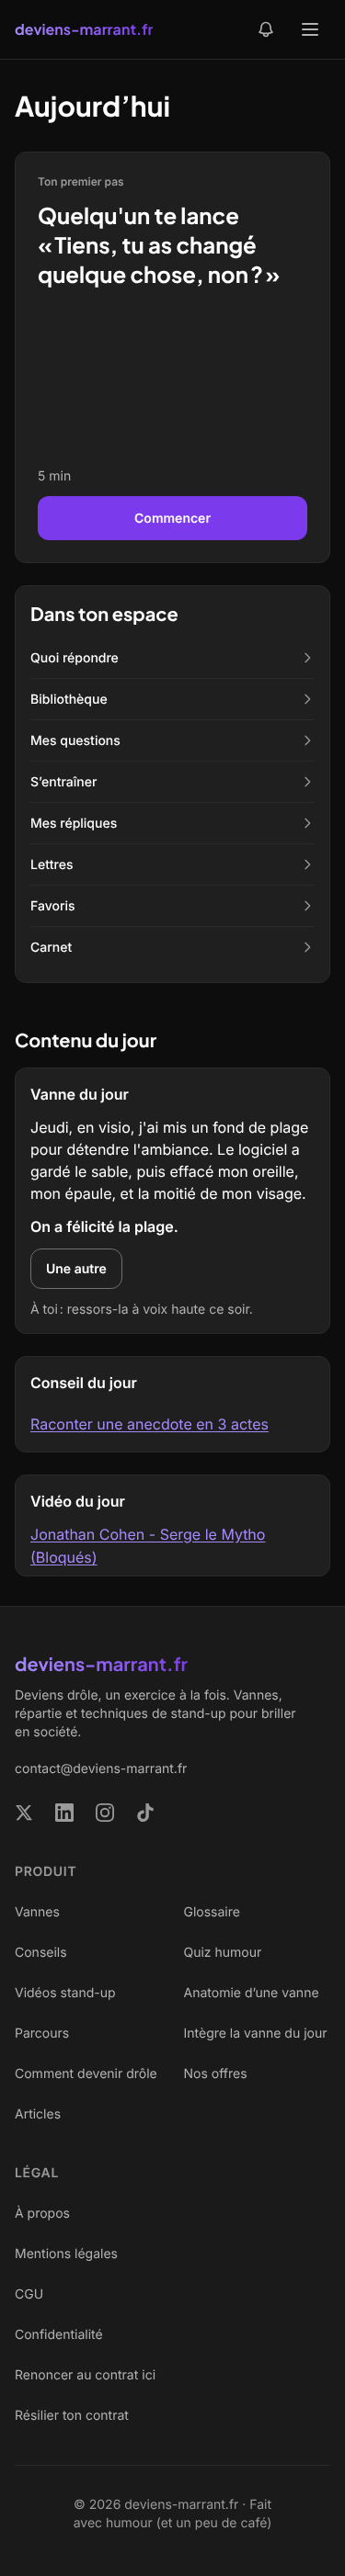 deviens-marrant.fr
Aujourd’hui
Ton premier pas
Quelqu'un te lance
« Tiens, tu as changé
quelque chose, non ? »
5 min
Commencer
Dans ton espace
Quoi répondre
Bibliothèque
Mes questions
S’entraîner
Mes répliques
Lettres
Favoris
Carnet
Contenu du jour
Vanne du jour
Jeudi, en visio, j'ai mis un fond de plage
pour détendre l'ambiance. Le logiciel a
gardé le sable, puis effacé mon oreille,
mon épaule, et la moitié de mon visage.
On a félicité la plage.
Une autre
À toi : ressors-la à voix haute ce soir.
Conseil du jour
Raconter une anecdote en 3 actes
Vidéo du jour
Jonathan Cohen - Serge le Mytho
(Bloqués)
deviens-marrant.fr
Deviens drôle, un exercice à la fois. Vannes,
répartie et techniques de stand-up pour briller
en société.
contact@deviens-marrant.fr
PRODUIT
Vannes
Glossaire
Conseils
Quiz humour
Vidéos stand-up
Anatomie d’une vanne
Parcours
Intègre la vanne du jour
Comment devenir drôle
Nos offres
Articles
LÉGAL
À propos
Mentions légales
CGU
Confidentialité
Renoncer au contrat ici
Résilier ton contrat
© 2026 deviens-marrant.fr · Fait
avec humour (et un peu de café)